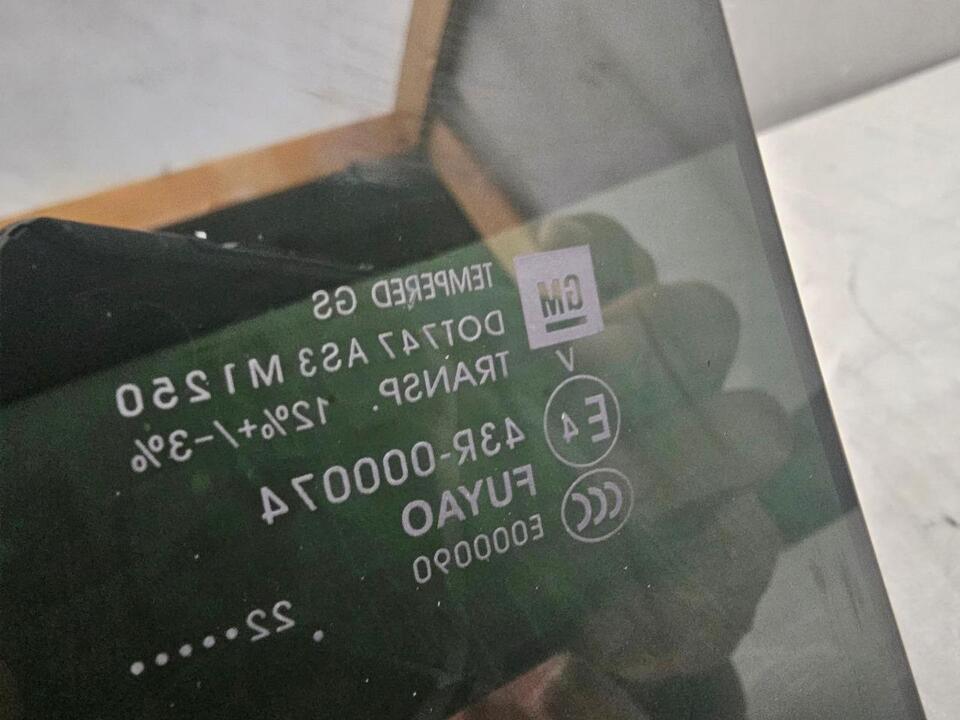 GM
TEMPERED GS
DOT747 AS3 M1250
V
TRANSP. 12%+/-3%
E4 43R-000074
FUYAO
CCC E000090
. 22•••••